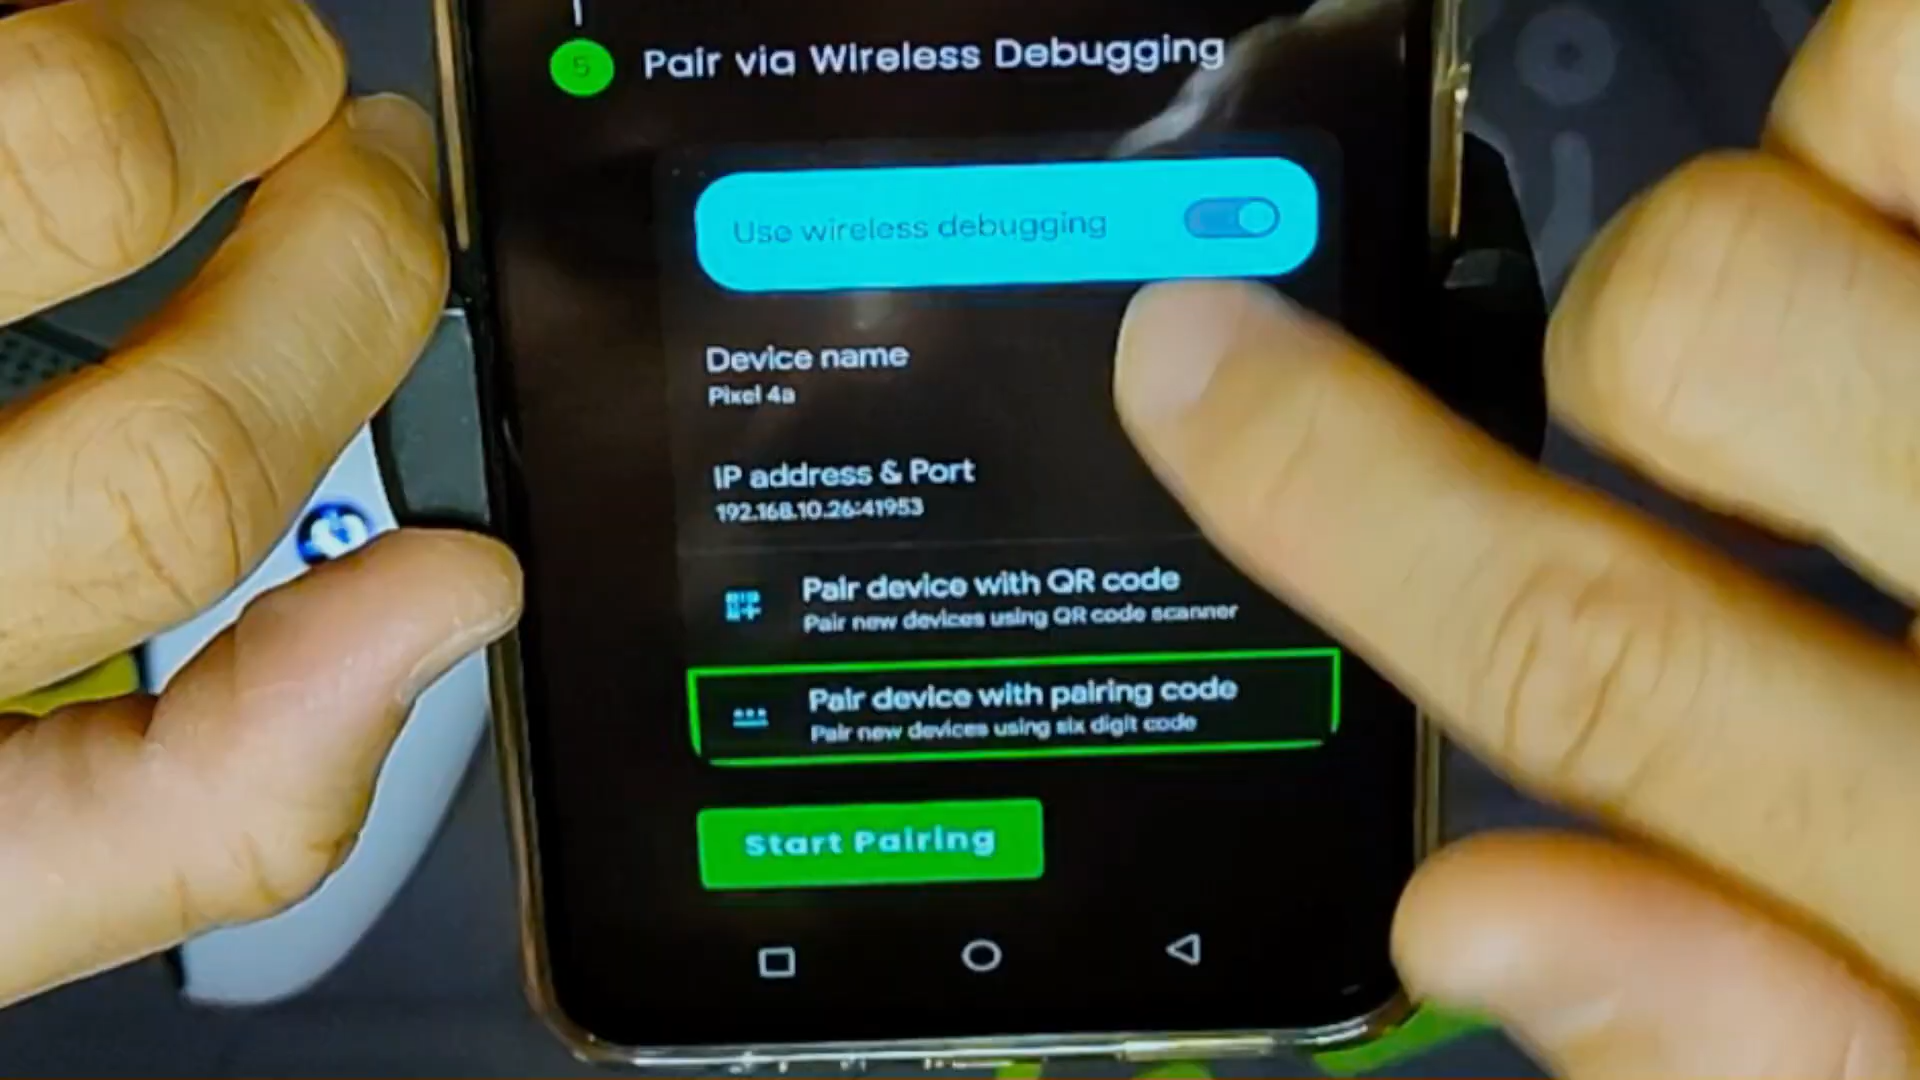 5
Pair via Wireless Debugging
Use wireless debugging
Device name
Pixel 4a
IP address & Port
192.168.10.26:41953
Pair device with QR code
Pair new devices using QR code scanner
Pair device with pairing code
Pair new devices using six digit code
Start Pairing